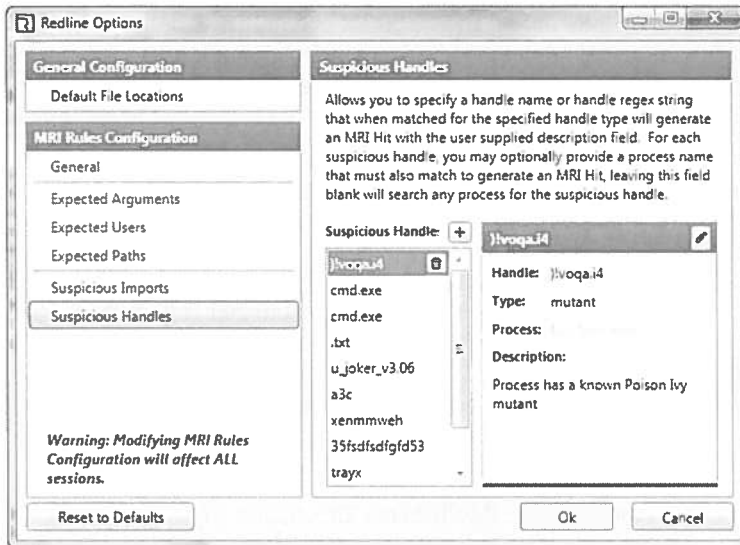 Redline Options
General Configuration
Default File Locations
MRI Rules Configuration
General
Expected Arguments
Expected Users
Expected Paths
Suspicious Imports
Suspicious Handles
Warning: Modifying MRI Rules
Configuration will affect ALL
sessions.
Reset to Defaults
Suspicious Handles
Allows you to specify a handle name or handle regex string
that when matched for the specified handle type will generate
an MRI Hit with the user supplied description field. For each
suspicious handle, you may optionally provide a process name
that must also match to generate an MRI Hit, leaving this field
blank will search any process for the suspicious handle.
Suspicious Handle:
)!voqa.i4
cmd.exe
cmd.exe
.txt
u_joker_v3.06
a3c
xenmmweh
35fsdfsdfgfd53
trayx
)!voqa.i4
Handle: )!voqa.i4
Type: mutant
Process:
Description:
Process has a known Poison Ivy
mutant
Ok
Cancel